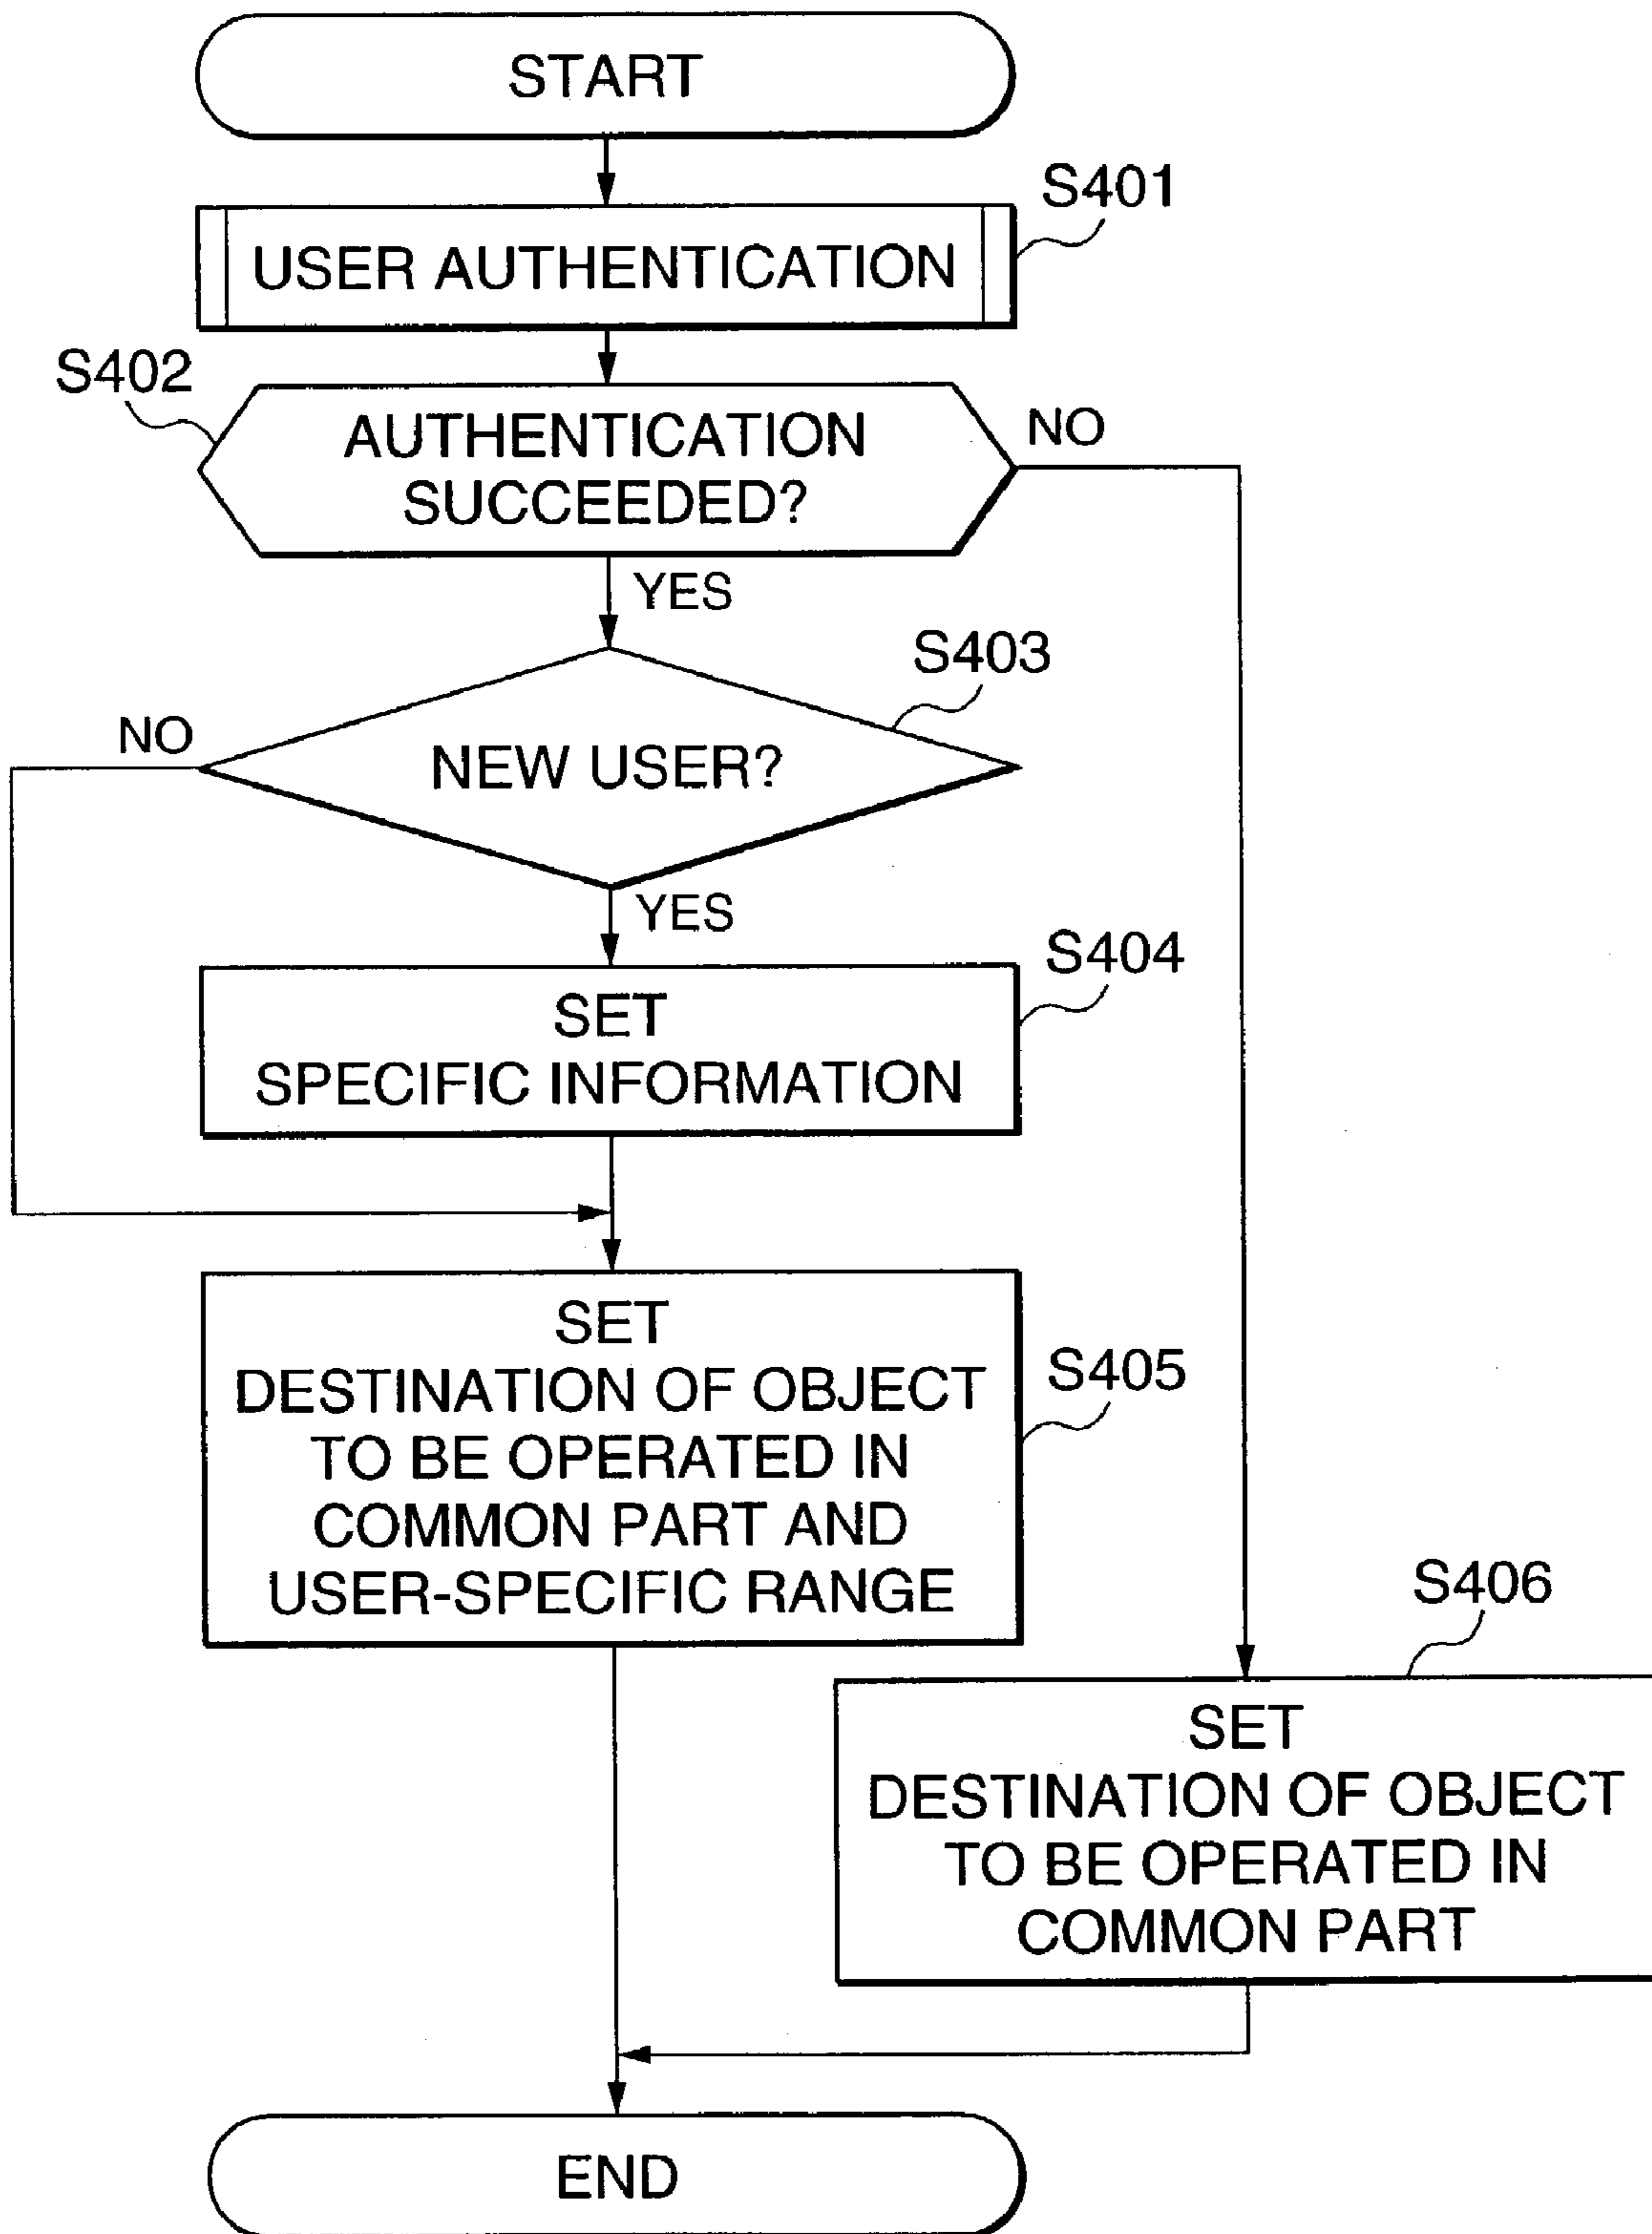 START
S401
USER AUTHENTICATION
S402
AUTHENTICATION
SUCCEEDED?
NO
YES
S403
NO
NEW USER?
YES
S404
SET
SPECIFIC INFORMATION
SET
DESTINATION OF OBJECT
TO BE OPERATED IN
COMMON PART AND
USER-SPECIFIC RANGE
S405
S406
SET
DESTINATION OF OBJECT
TO BE OPERATED IN
COMMON PART
END